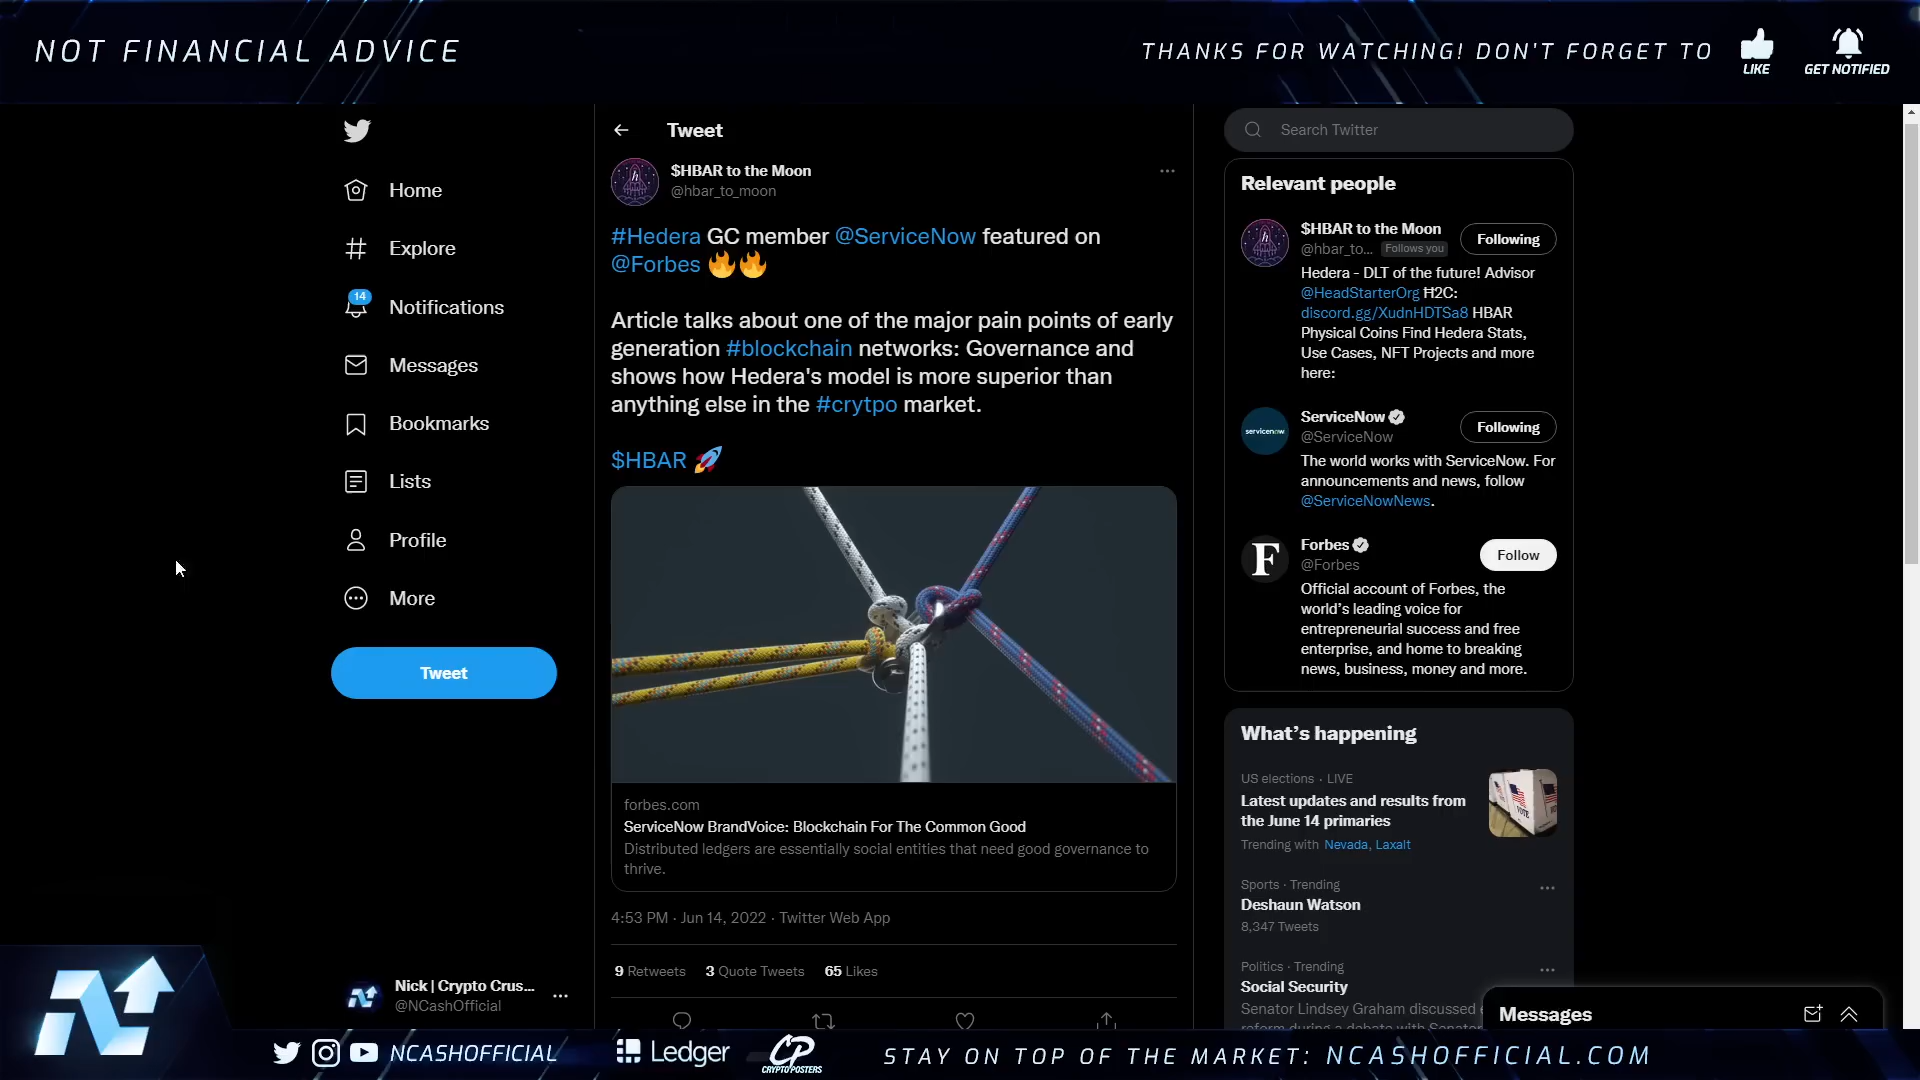 NOT FINANCIAL ADVICE
THANKS FOR WATCHING! DON'T FORGET TO
LIKE
GET NOTIFIED
Home
Explore
14
Notifications
Messages
Bookmarks
Lists
Profile
More
Tweet
Nick | Crypto Crus...
@NCashOfficial
Tweet
$HBAR to the Moon
@hbar_to_moon
#Hedera GC member @ServiceNow featured on
@Forbes 🔥🔥
Article talks about one of the major pain points of early
generation #blockchain networks: Governance and
shows how Hedera's model is more superior than
anything else in the #crytpo market.
$HBAR 🚀
forbes.com
ServiceNow BrandVoice: Blockchain For The Common Good
Distributed ledgers are essentially social entities that need good governance to
thrive.
4:53 PM · Jun 14, 2022 · Twitter Web App
9 Retweets 3 Quote Tweets 65 Likes
Search Twitter
Relevant people
$HBAR to the Moon
@hbar_to... Follows you
Following
Hedera - DLT of the future! Advisor
@HeadStarterOrg Ħ2C:
discord.gg/XudnHDTSa8 HBAR
Physical Coins Find Hedera Stats,
Use Cases, NFT Projects and more
here:
servicenow
ServiceNow
@ServiceNow
Following
The world works with ServiceNow. For
announcements and news, follow
@ServiceNowNews.
F
Forbes
@Forbes
Follow
Official account of Forbes, the
world's leading voice for
entrepreneurial success and free
enterprise, and home to breaking
news, business, money and more.
What's happening
US elections · LIVE
Latest updates and results from
the June 14 primaries
Trending with Nevada, Laxalt
VOTE
Sports · Trending
Deshaun Watson
8,347 Tweets
Politics · Trending
Social Security
Senator Lindsey Graham discussed
reform during a debate with Senator
Messages
NCASHOFFICIAL
Ledger
CP
CRYPTOPOSTERS
STAY ON TOP OF THE MARKET: NCASHOFFICIAL.COM